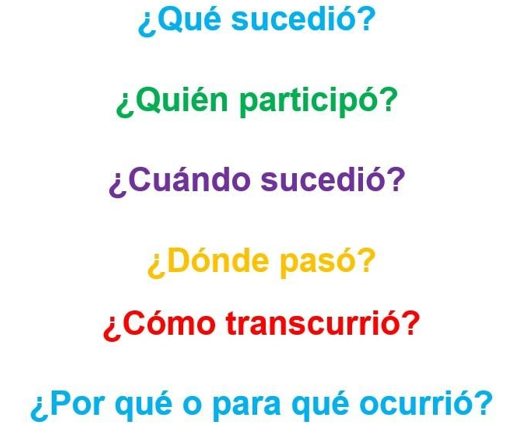 ¿Qué sucedió?
¿Quién participó?
¿Cuándo sucedió?
¿Dónde pasó?
¿Cómo transcurrió?
¿Por qué o para qué ocurrió?